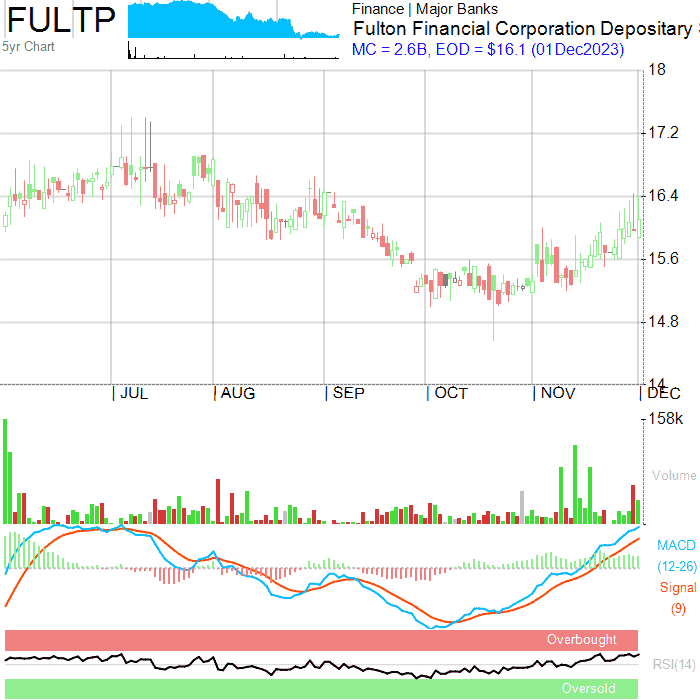 FULTP
5yr Chart
Finance | Major Banks
Fulton Financial Corporation Depositary
MC = 2.6B, EOD = $16.1 (01Dec2023)
18
17.2
16.4
15.6
14.8
14
JUL
AUG
SEP
OCT
NOV
DEC
158k
Volume
MACD
(12-26)
Signal
(9)
Overbought
RSI(14)
Oversold